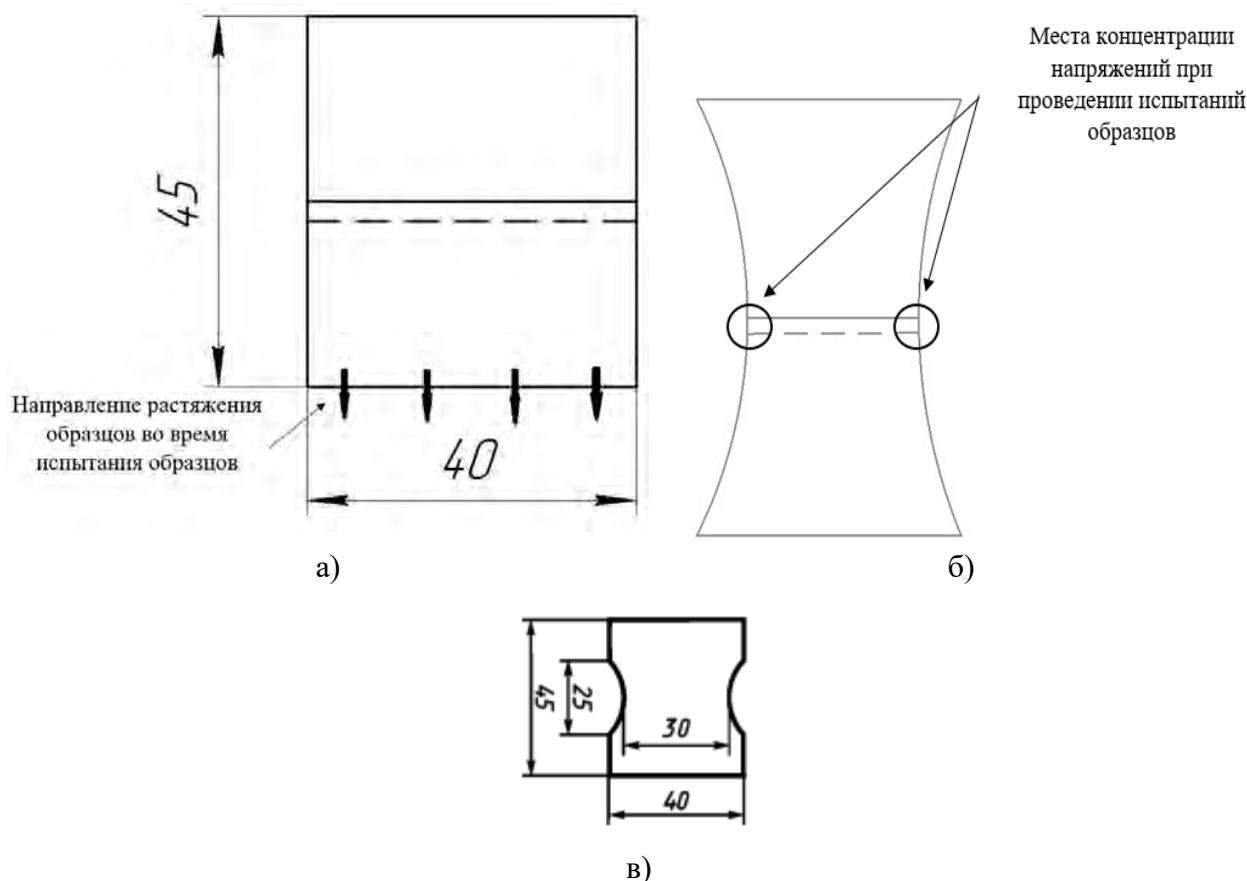 Места концентрации
напряжений при
проведении испытаний
образцов
45
Направление растяжения
образцов во время
испытания образцов
40
а)
б)
45
25
30
40
в)